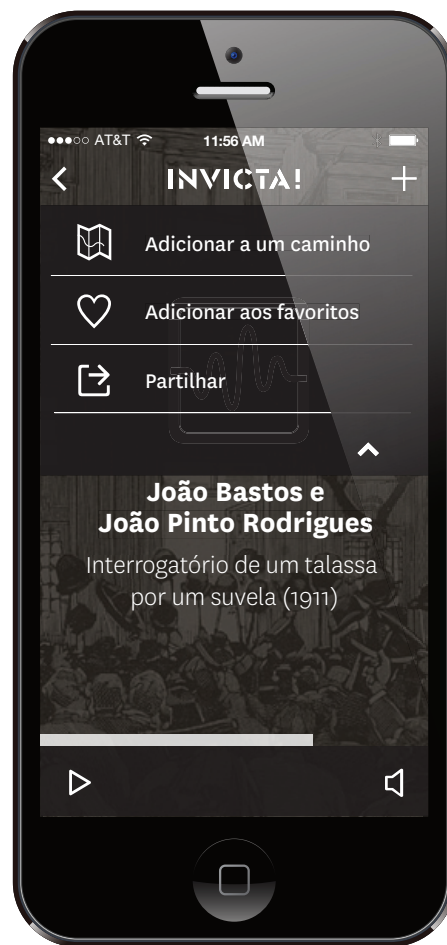 AT&T
11:56 AM
INVICTA!
Adicionar a um caminho
Adicionar aos favoritos
Partilhar
João Bastos e
João Pinto Rodrigues
Interrogatório de um talassa
por um suvela (1911)